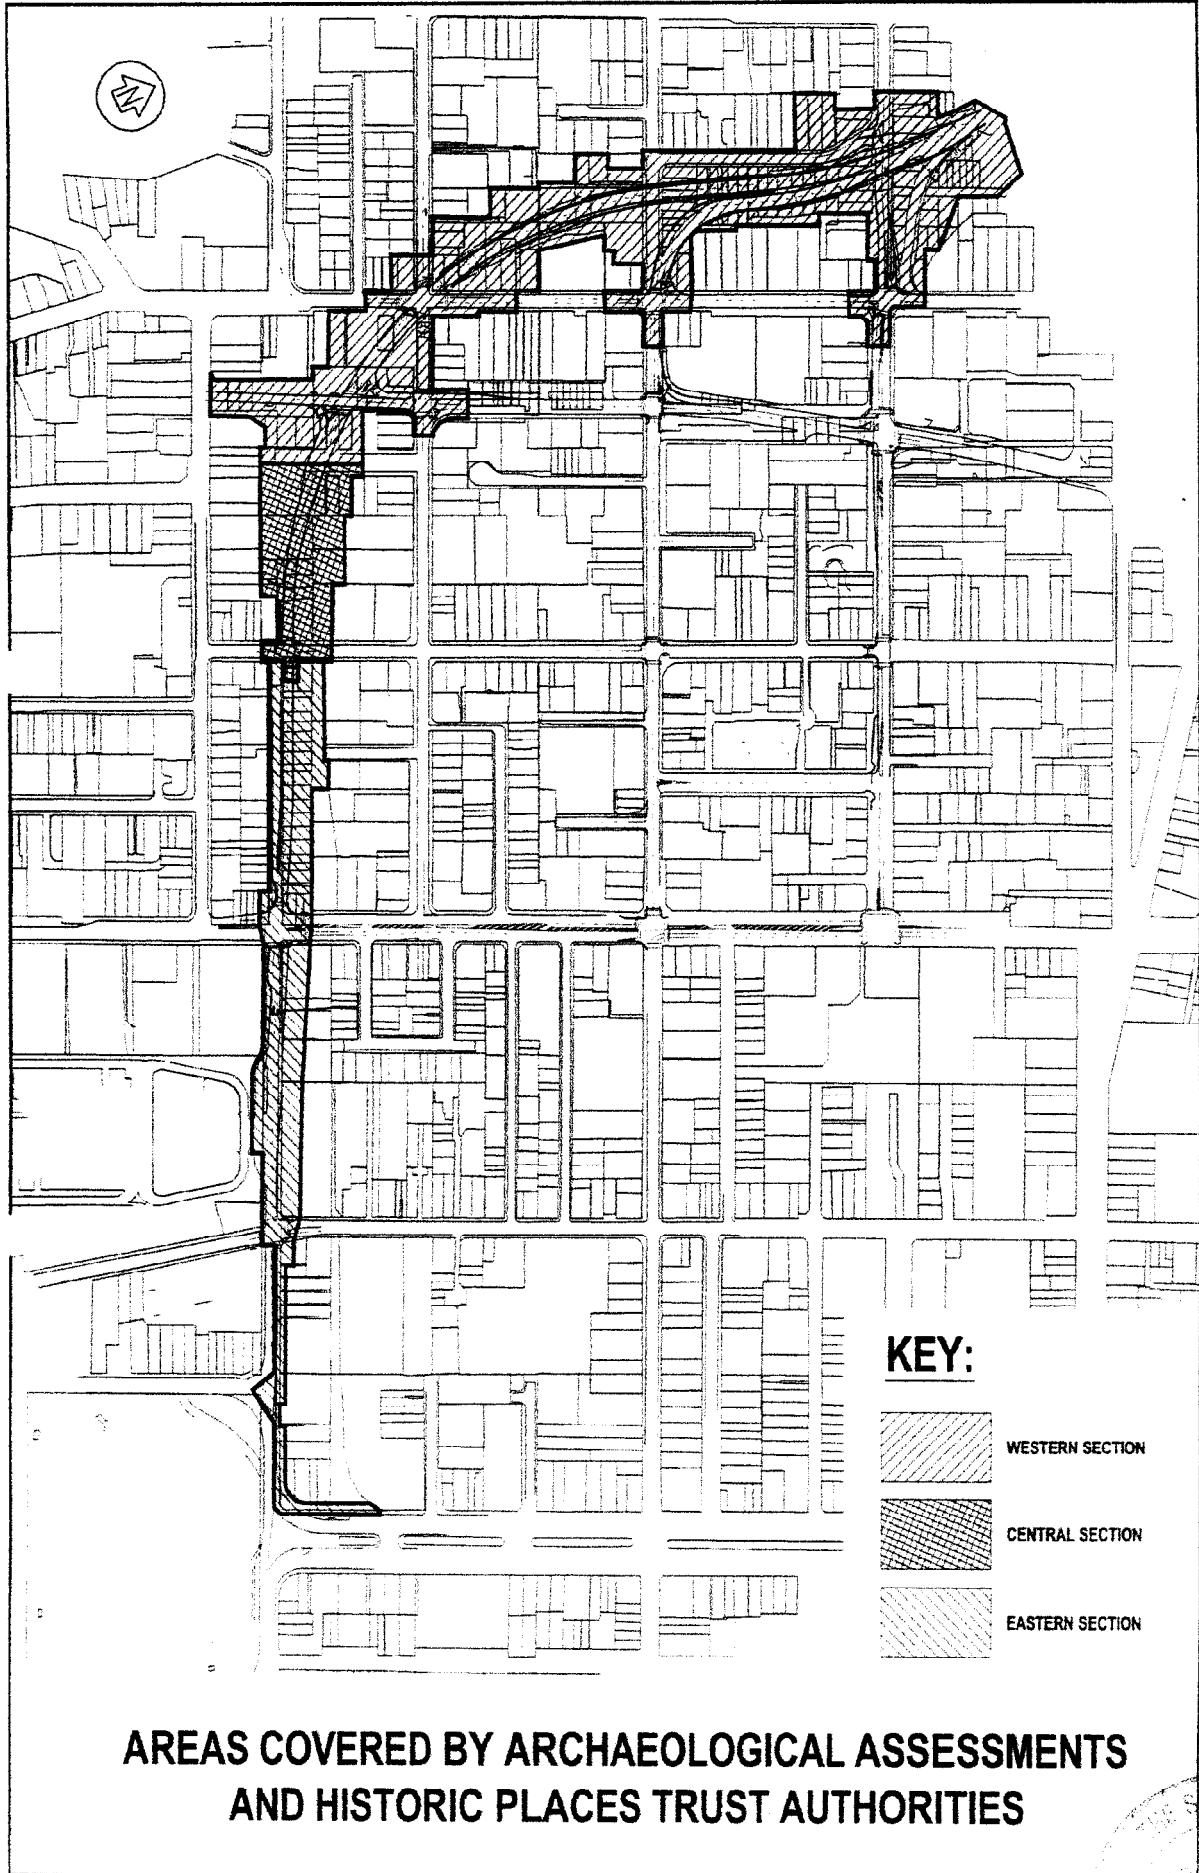 N
KEY:
WESTERN SECTION
CENTRAL SECTION
EASTERN SECTION
AREAS COVERED BY ARCHAEOLOGICAL ASSESSMENTS
AND HISTORIC PLACES TRUST AUTHORITIES